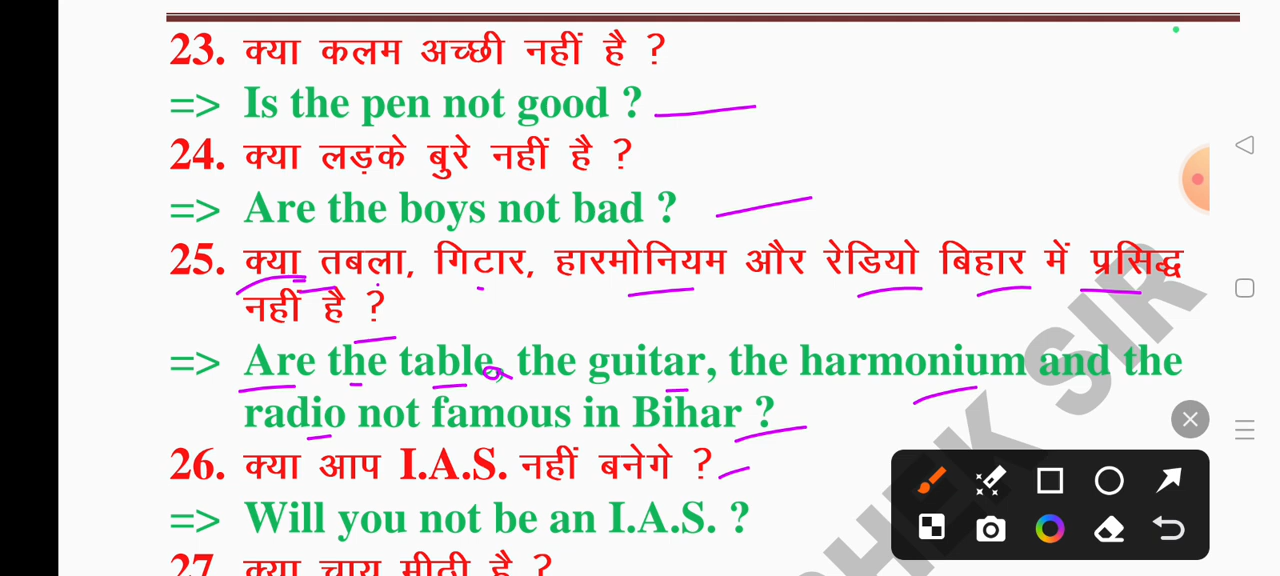 23. क्या कलम अच्छी नहीं है ?
=> Is the pen not good ?
24. क्या लड़के बुरे नहीं है ?
=> Are the boys not bad ?
25. क्या तबला, गिटार, हारमोनियम और रेडियो बिहार में प्रसिद्ध
नहीं है ?
=> Are the table, the guitar, the harmonium and the
radio not famous in Bihar ?
26. क्या आप I.A.S. नहीं बनेगे ?
=> Will you not be an I.A.S. ?
27. क्या चाय मीठी है ?
SIR